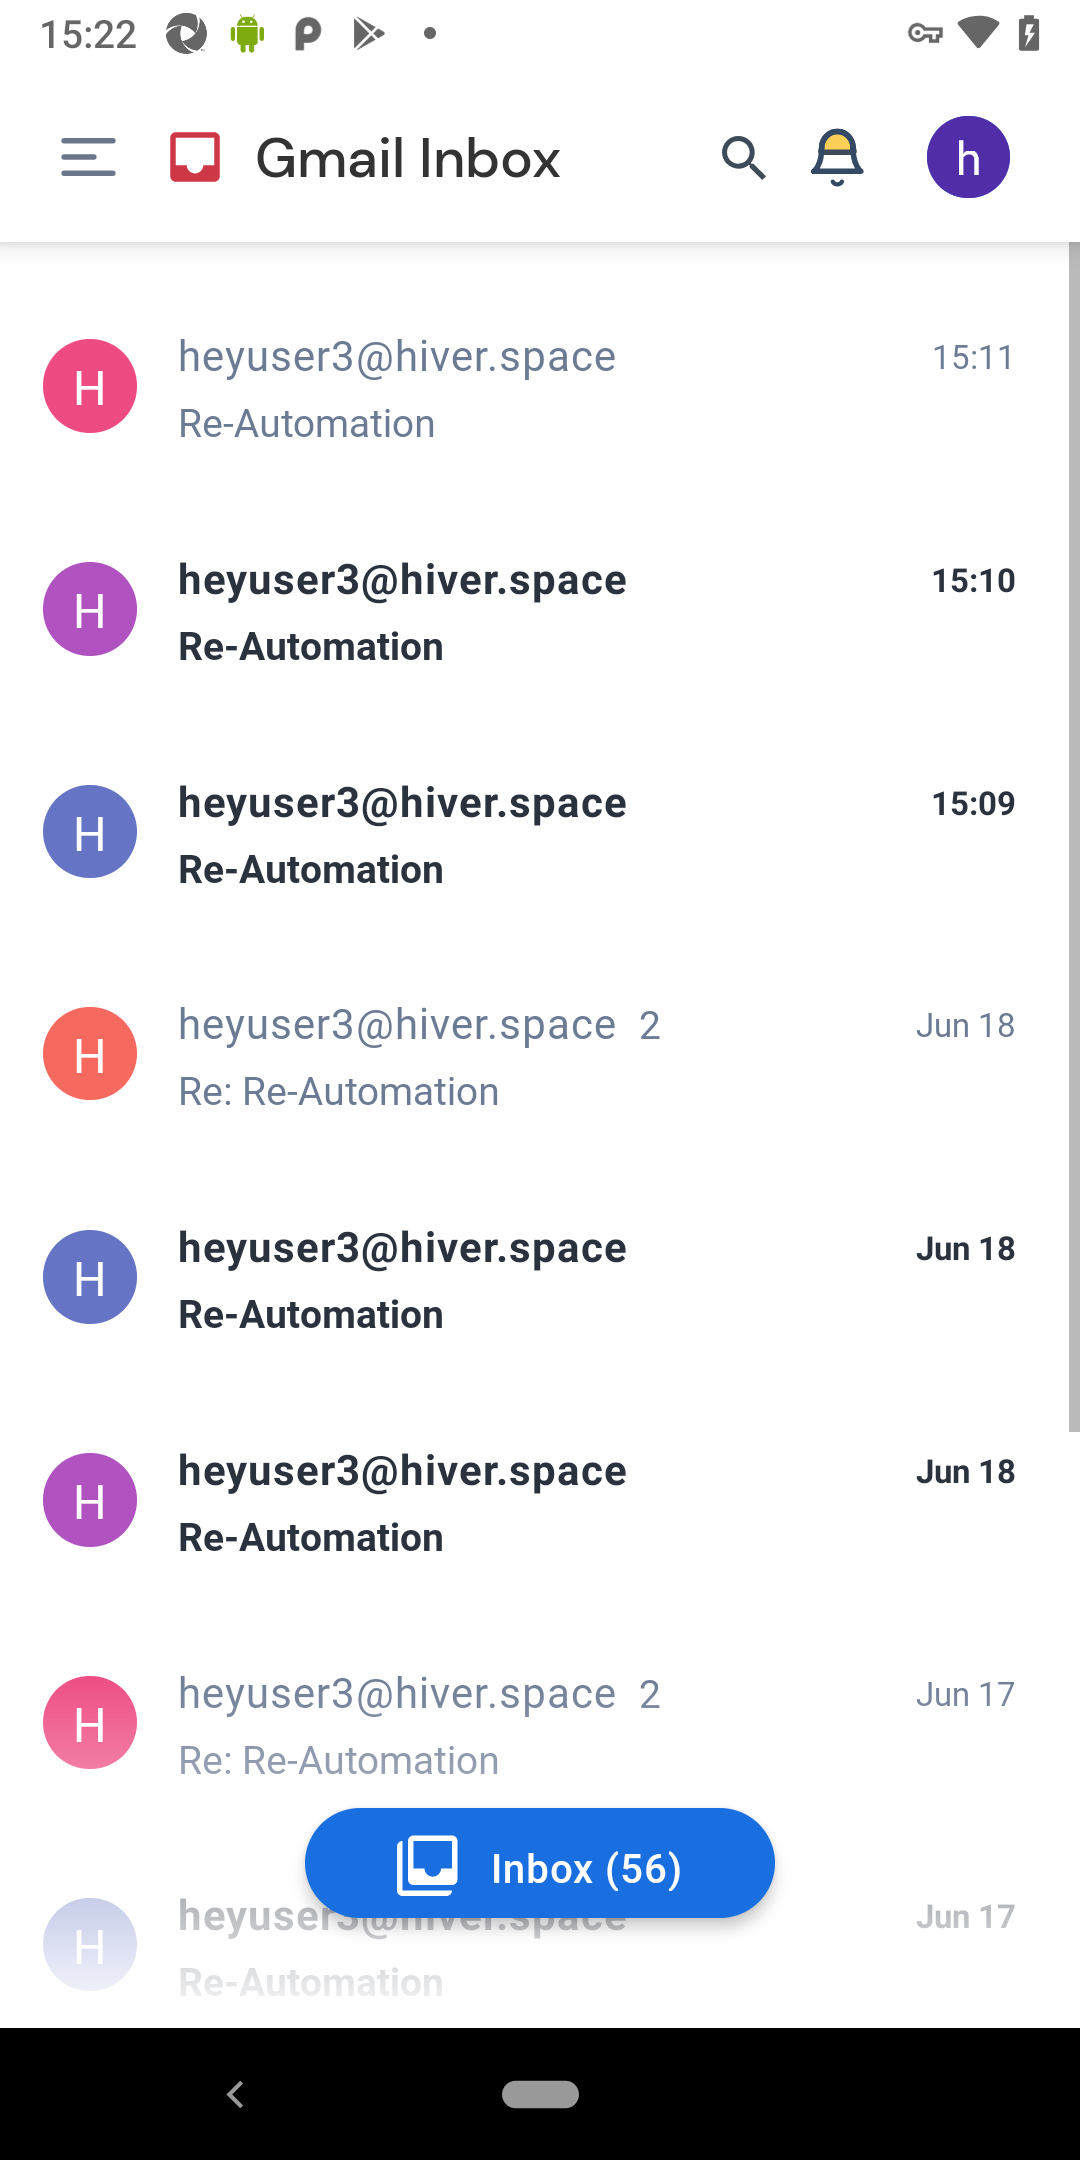 15:22
Gmail Inbox
h
H
heyuser3@hiver.space
15:11
Re-Automation
H
heyuser3@hiver.space
15:10
Re-Automation
H
heyuser3@hiver.space
15:09
Re-Automation
H
heyuser3@hiver.space 2
Jun 18
Re: Re-Automation
H
heyuser3@hiver.space
Jun 18
Re-Automation
H
heyuser3@hiver.space
Jun 18
Re-Automation
H
heyuser3@hiver.space 2
Jun 17
Re: Re-Automation
Inbox (56)
H
heyuser3@hiver.space
Jun 17
Re-Automation